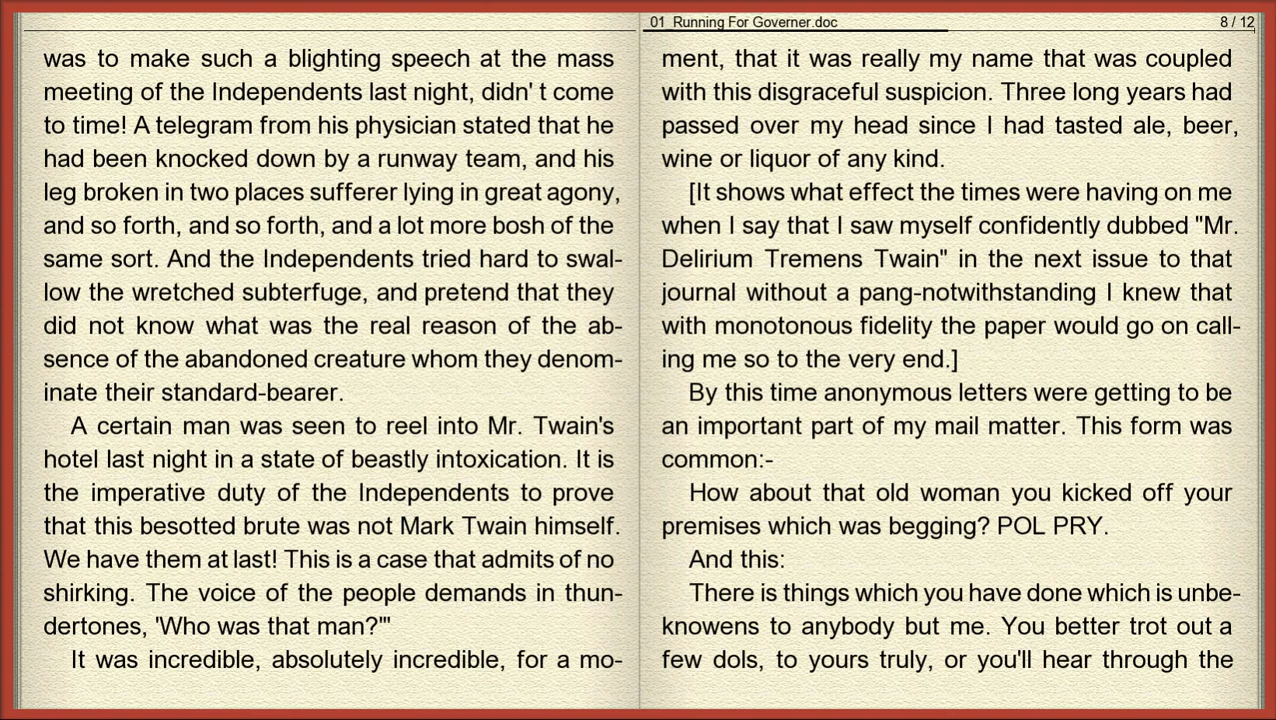 01_Running For Governer.doc
8 / 12
was to make such a blighting speech at the mass
meeting of the Independents last night, didn' t come
to time! A telegram from his physician stated that he
had been knocked down by a runway team, and his
leg broken in two places sufferer lying in great agony,
and so forth, and so forth, and a lot more bosh of the
same sort. And the Independents tried hard to swal-
low the wretched subterfuge, and pretend that they
did not know what was the real reason of the ab-
sence of the abandoned creature whom they denom-
inate their standard-bearer.
A certain man was seen to reel into Mr. Twain's
hotel last night in a state of beastly intoxication. It is
the imperative duty of the Independents to prove
that this besotted brute was not Mark Twain himself.
We have them at last! This is a case that admits of no
shirking. The voice of the people demands in thun-
dertones, 'Who was that man?'"
It was incredible, absolutely incredible, for a mo-
ment, that it was really my name that was coupled
with this disgraceful suspicion. Three long years had
passed over my head since I had tasted ale, beer,
wine or liquor of any kind.
[It shows what effect the times were having on me
when I say that I saw myself confidently dubbed "Mr.
Delirium Tremens Twain" in the next issue to that
journal without a pang-notwithstanding I knew that
with monotonous fidelity the paper would go on call-
ing me so to the very end.]
By this time anonymous letters were getting to be
an important part of my mail matter. This form was
common:-
How about that old woman you kicked off your
premises which was begging? POL PRY.
And this:
There is things which you have done which is unbe-
knowens to anybody but me. You better trot out a
few dols, to yours truly, or you'll hear through the